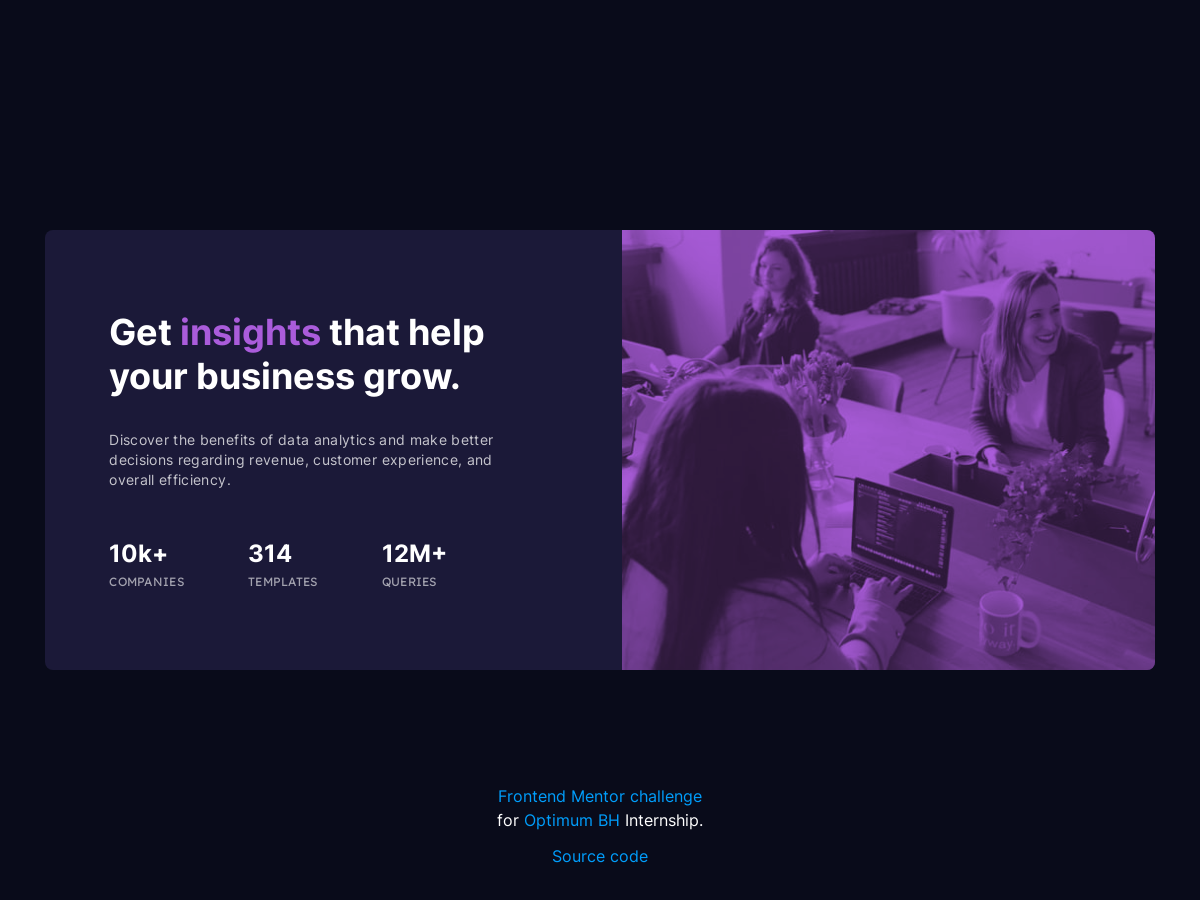 Get insights that help
your business grow.
Discover the benefits of data analytics and make better
decisions regarding revenue, customer experience, and
overall efficiency.
10k+ 314 12M+
COMPANIES TEMPLATES QUERIES
Frontend Mentor challenge
for Optimum BH Internship.
Source code